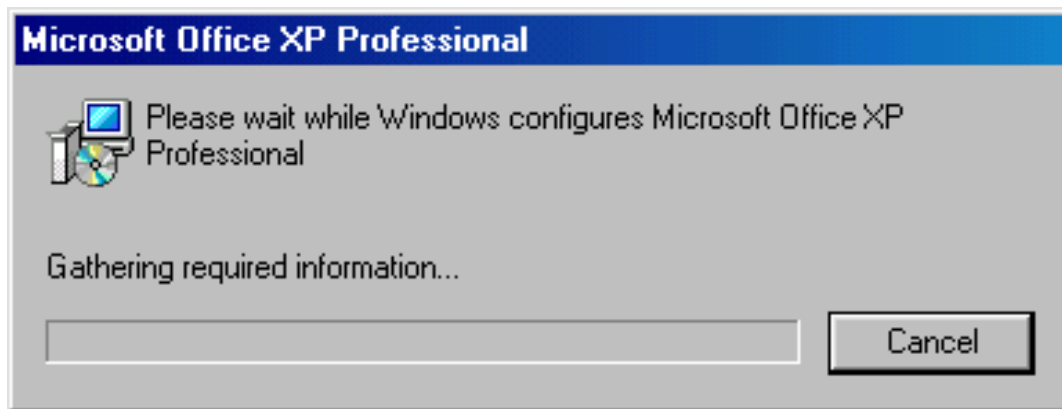 Microsoft Office XP Professional
Please wait while Windows configures Microsoft Office XP
Professional
Gathering required information...
Cancel